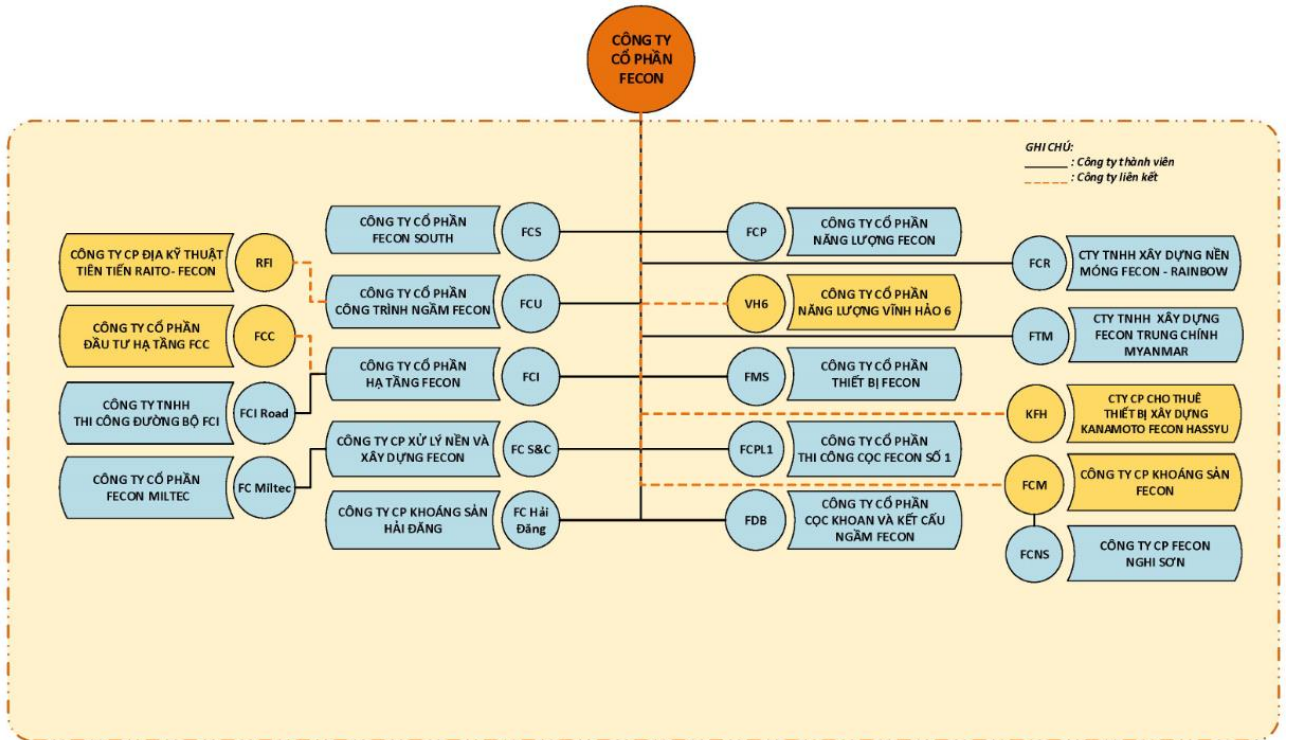 CÔNG TY
CỔ PHẦN
FECON
GHI CHÚ:
: Công ty thành viên
: Công ty liên kết
CÔNG TY CP ĐỊA KỸ THUẬT
TIÊN TIẾN RAITO- FECON
RFI
CÔNG TY CỔ PHẦN
ĐẦU TƯ HẠ TẦNG FCC
FCC
CÔNG TY TNHH
THI CÔNG ĐƯỜNG BỘ FCI
FCI Road
CÔNG TY CỔ PHẦN
FECON MILTEC
FC Miltec
CÔNG TY CỔ PHẦN
FECON SOUTH
FCS
CÔNG TY CỔ PHẦN
CÔNG TRÌNH NGẦM FECON
FCU
CÔNG TY CỔ PHẦN
HẠ TẦNG FECON
FCI
CÔNG TY CP XỬ LÝ NỀN VÀ
XÂY DỰNG FECON
FC S&C
CÔNG TY CP KHOÁNG SẢN
HẢI ĐĂNG
FC Hải
Đăng
FCP
CÔNG TY CỔ PHẦN
NĂNG LƯỢNG FECON
VH6
CÔNG TY CỔ PHẦN
NĂNG LƯỢNG VĨNH HẢO 6
FMS
CÔNG TY CỔ PHẦN
THIẾT BỊ FECON
FCPL1
CÔNG TY CỔ PHẦN
THI CÔNG CỌC FECON SỐ 1
FDB
CÔNG TY CỔ PHẦN
CỌC KHOAN VÀ KẾT CẤU
NGẦM FECON
FCR
CTY TNHH XÂY DỰNG NỀN
MÓNG FECON - RAINBOW
FTM
CTY TNHH XÂY DỰNG
FECON TRUNG CHÍNH
MYANMAR
KFH
CTY CP CHO THUÊ
THIẾT BỊ XÂY DỰNG
KANAMOTO FECON HASSYU
FCM
CÔNG TY CP KHOÁNG SẢN
FECON
FCNS
CÔNG TY CP FECON
NGHI SƠN